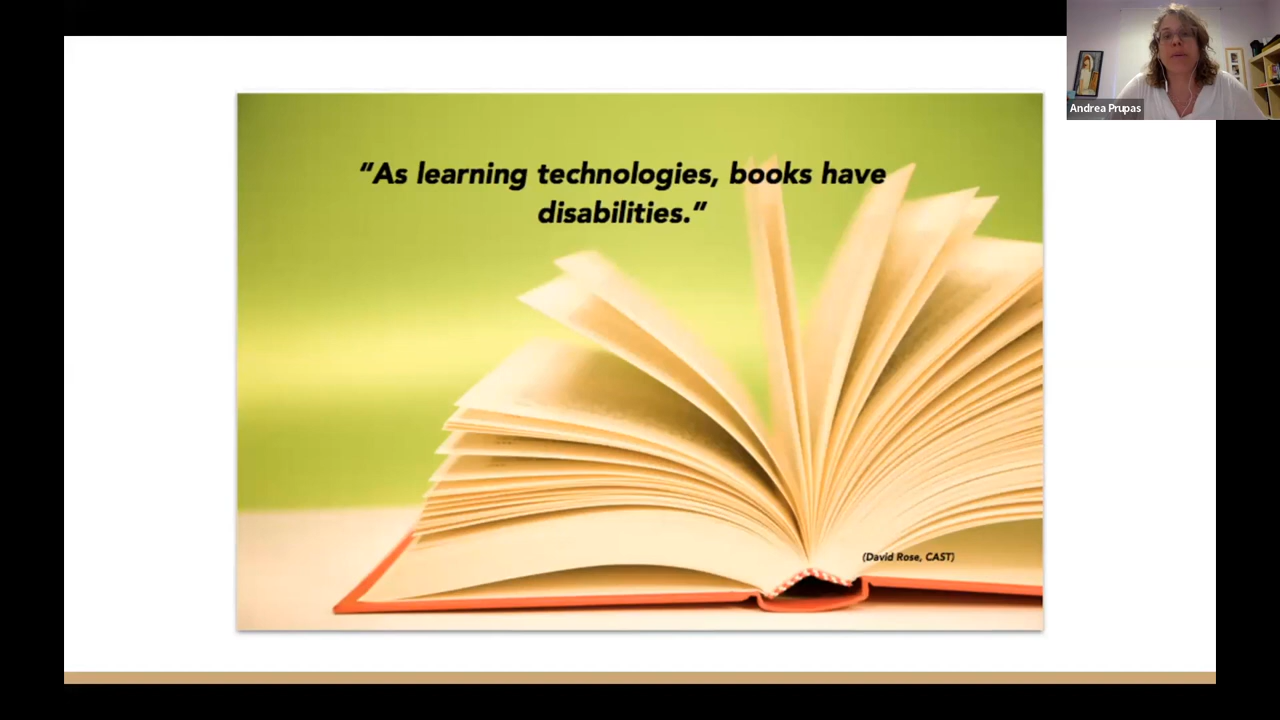 “As learning technologies, books have
disabilities.”
(David Rose, CAST)
Andrea Prupas